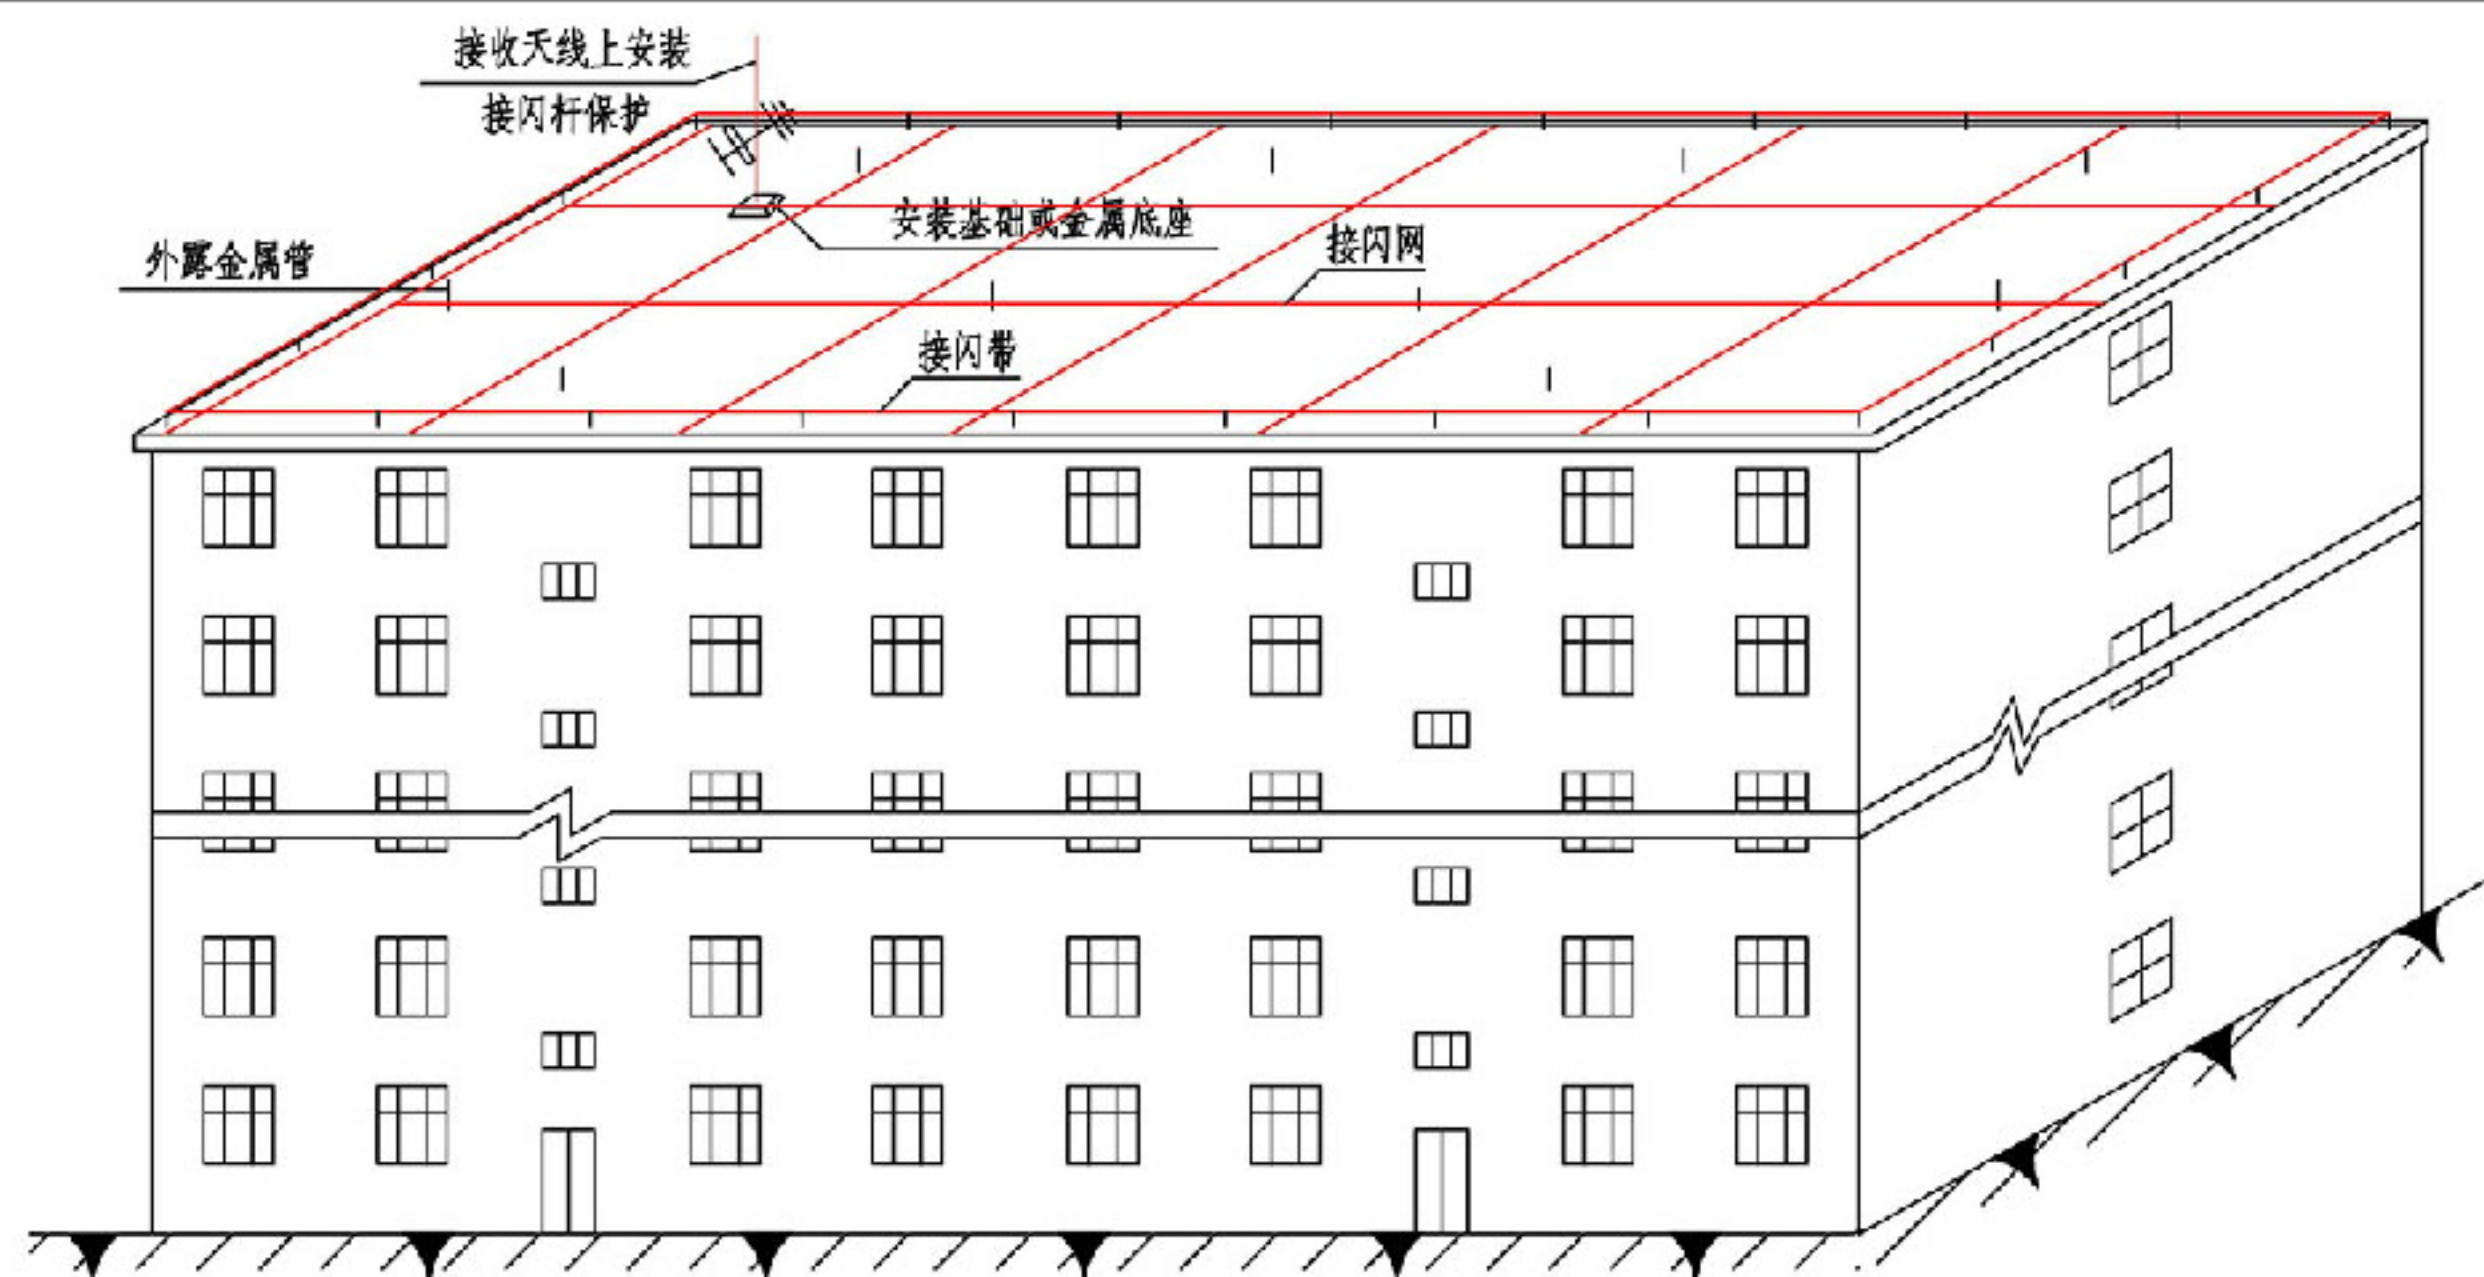 接收天线上安装
接闪杆保护
安装基础或金属底座
接闪网
外露金属管
接闪带